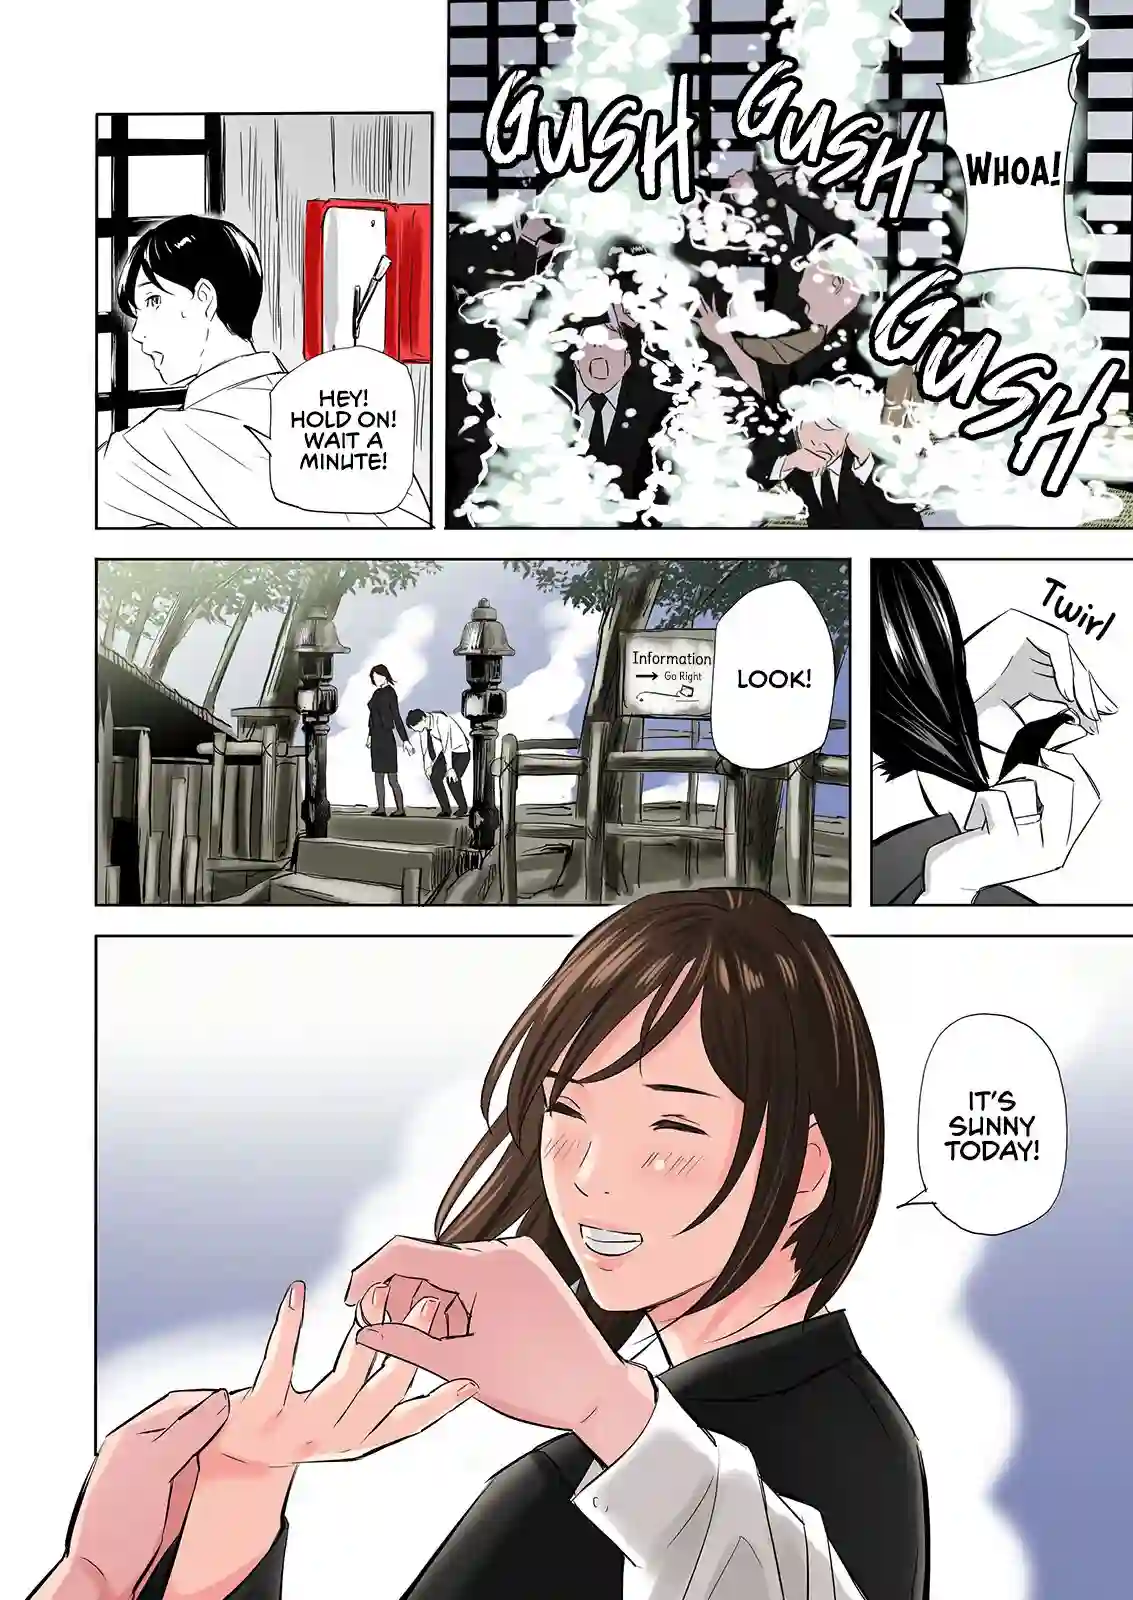 WHOA!
GUSH
GUSH
GUSH
HEY!
HOLD ON!
WAIT A
MINUTE!
Twirl
LOOK!
Information
→ Go Right
IT'S
SUNNY
TODAY!